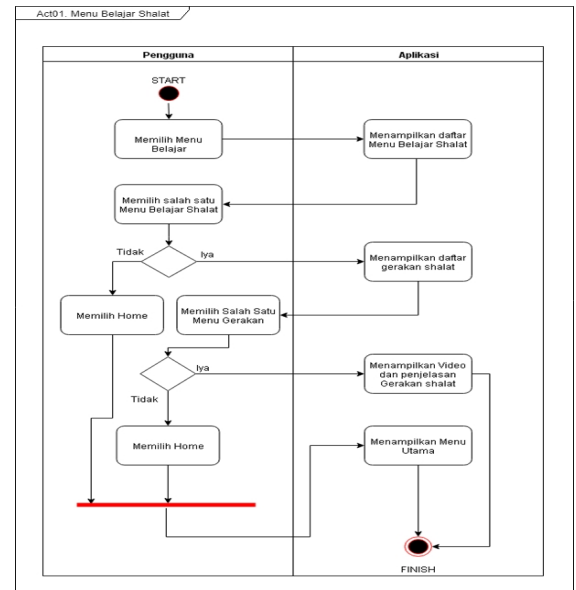 Act01. Menu Belajar Shalat
Pengguna
Aplikasi
START
Memilih Menu
Belajar
Menampilkan daftar
Menu Belajar Shalat
Memilih salah satu
Menu Belajar Shalat
Tidak
Iya
Menampilkan daftar
gerakan shalat
Memilih Home
Memilih Salah Satu
Menu Gerakan
Iya
Menampilkan Video
dan penjelasan
Gerakan shalat
Tidak
Memilih Home
Menampilkan Menu
Utama
FINISH